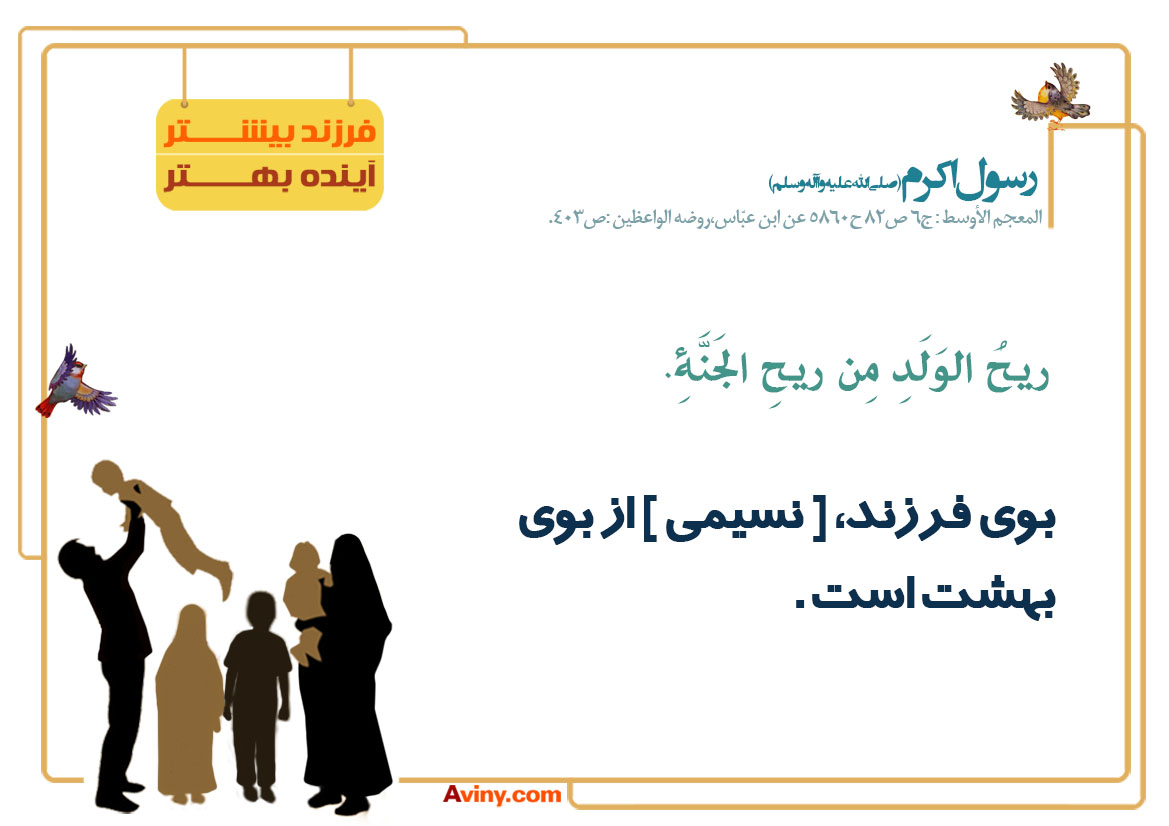 فرزند بیشتر
آینده بهتر
رسول اکرم (صلی‌الله‌علیه‌وآله‌وسلم)
المعجم الأوسط : ج٦ ص٨٢ ح٥٨٦٠ عن ابن عبّاس،روضه الواعظین :ص٤٠٣.
ریحُ الوَلَدِ مِن ریحِ الجَنَّةِ.
بوی فرزند، [ نسیمی ] از بوی
بهشت است .
Aviny.com